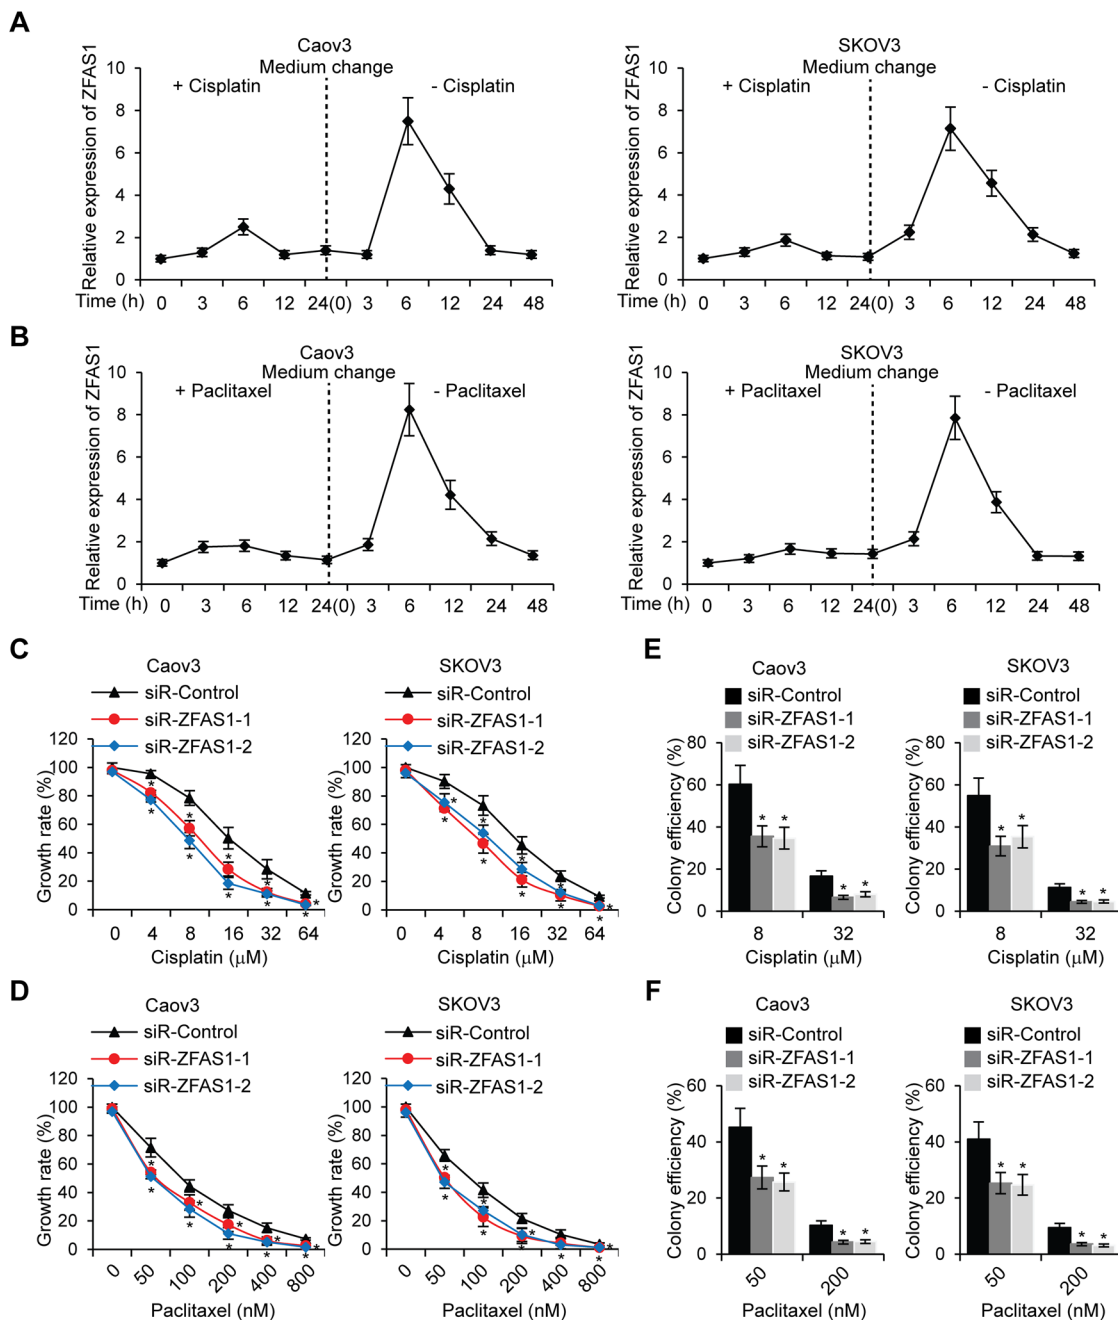 A
Caov3
Medium change
+ Cisplatin
- Cisplatin
Relative expression of ZFAS1
10
8
6
4
2
0
Time (h)
0 3 6 12 24(0) 3 6 12 24 48
SKOV3
Medium change
+ Cisplatin
- Cisplatin
Relative expression of ZFAS1
10
8
6
4
2
0
0 3 6 12 24(0) 3 6 12 24 48
B
Caov3
Medium change
+ Paclitaxel
- Paclitaxel
Relative expression of ZFAS1
10
8
6
4
2
0
Time (h)
0 3 6 12 24(0) 3 6 12 24 48
SKOV3
Medium change
+ Paclitaxel
- Paclitaxel
Relative expression of ZFAS1
10
8
6
4
2
0
Time (h)
0 3 6 12 24(0) 3 6 12 24 48
C
Caov3
siR-Control
siR-ZFAS1-1
siR-ZFAS1-2
Growth rate (%)
120
100
80
60
40
20
0
* * * * * * * * *
0 4 8 16 32 64
Cisplatin (μM)
SKOV3
siR-Control
siR-ZFAS1-1
siR-ZFAS1-2
Growth rate (%)
120
100
80
60
40
20
0
* * * * * * * * *
0 4 8 16 32 64
Cisplatin (μM)
E
Caov3
siR-Control
siR-ZFAS1-1
siR-ZFAS1-2
Colony efficiency (%)
80
60
40
20
0
* * * *
8 32
Cisplatin (μM)
SKOV3
siR-Control
siR-ZFAS1-1
siR-ZFAS1-2
Colony efficiency (%)
80
60
40
20
0
* * * *
8 32
Cisplatin (μM)
D
Caov3
siR-Control
siR-ZFAS1-1
siR-ZFAS1-2
Growth rate (%)
120
100
80
60
40
20
0
* * * * * * * * * *
0 50 100 200 400 800
Paclitaxel (nM)
SKOV3
siR-Control
siR-ZFAS1-1
siR-ZFAS1-2
Growth rate (%)
120
100
80
60
40
20
0
* * * * * * * * * *
0 50 100 200 400 800
Paclitaxel (nM)
F
Caov3
siR-Control
siR-ZFAS1-1
siR-ZFAS1-2
Colony efficiency (%)
60
40
20
0
* * * *
50 200
Paclitaxel (nM)
SKOV3
siR-Control
siR-ZFAS1-1
siR-ZFAS1-2
Colony efficiency (%)
60
40
20
0
* * * *
50 200
Paclitaxel (nM)